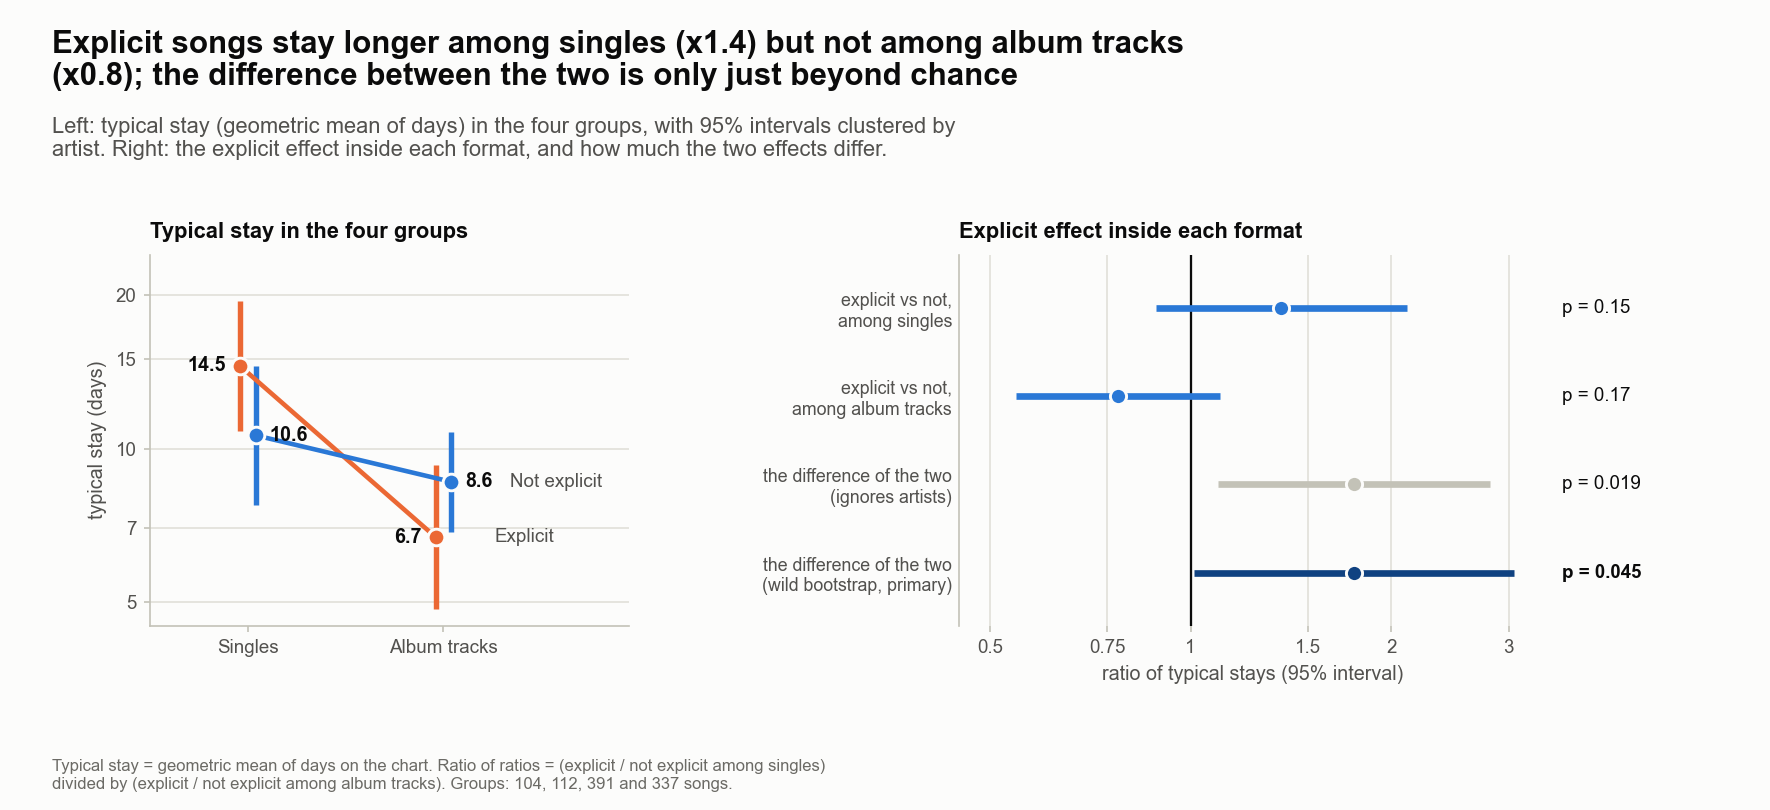 Explicit songs stay longer among singles (x1.4) but not among album tracks
(x0.8); the difference between the two is only just beyond chance
Left: typical stay (geometric mean of days) in the four groups, with 95% intervals clustered by
artist. Right: the explicit effect inside each format, and how much the two effects differ.
Typical stay in the four groups
typical stay (days)
20
15
10
7
5
14.5
10.6
8.6 Not explicit
6.7 Explicit
Singles
Album tracks
Explicit effect inside each format
explicit vs not,
among singles
p = 0.15
explicit vs not,
among album tracks
p = 0.17
the difference of the two
(ignores artists)
p = 0.019
the difference of the two
(wild bootstrap, primary)
p = 0.045
0.5
0.75
1
1.5
2
3
ratio of typical stays (95% interval)
Typical stay = geometric mean of days on the chart. Ratio of ratios = (explicit / not explicit among singles)
divided by (explicit / not explicit among album tracks). Groups: 104, 112, 391 and 337 songs.